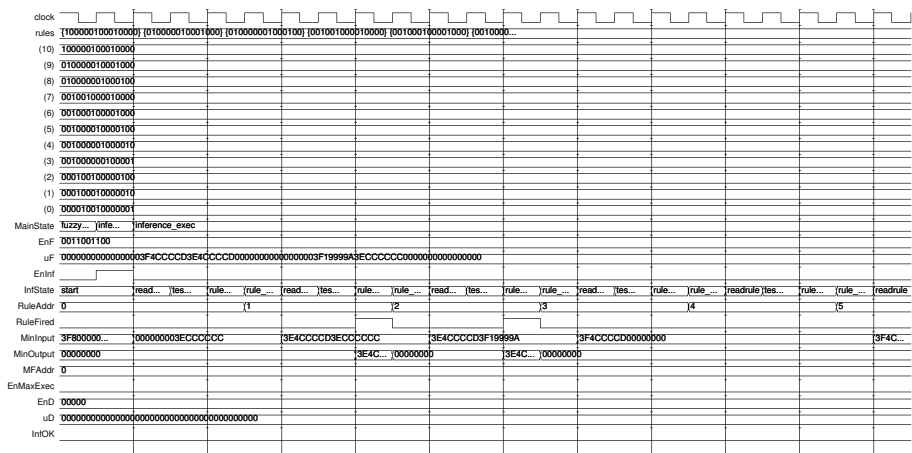 clock
rules {100000100010000} {010000010001000} {010000001000100} {001001000010000} {001000100001000} {0010000...
(10) 100000100010000
(9) 010000010001000
(8) 010000001000100
(7) 001001000010000
(6) 001000100001000
(5) 001000010000100
(4) 001000001000010
(3) 001000000100001
(2) 000100100000100
(1) 000100010000010
(0) 000010010000001
MainState fuzzy... infe... inference_exec
EnF 0011001100
EnInf
InfState start read... tes... rule... rule_... read... tes... rule... rule_... read... tes... rule... rule_... read... tes... rule... rule_... readrule tes... rule... rule_... readrule
RuleAddr 0 1 2 3 4 5
RuleFired
MinInput 3F800000... 000000003ECCCCCC 3E4CCCCD3ECCCCCC 3E4CCCCD3F19999A 3F4CCCCD00000000 3F4C...
MinOutput 00000000 3E4C... 00000000 3E4C... 00000000
MFAddr 0
EnMaxExec
EnD 00000
uD 0000000000000000000000000000000000000000
InfOK